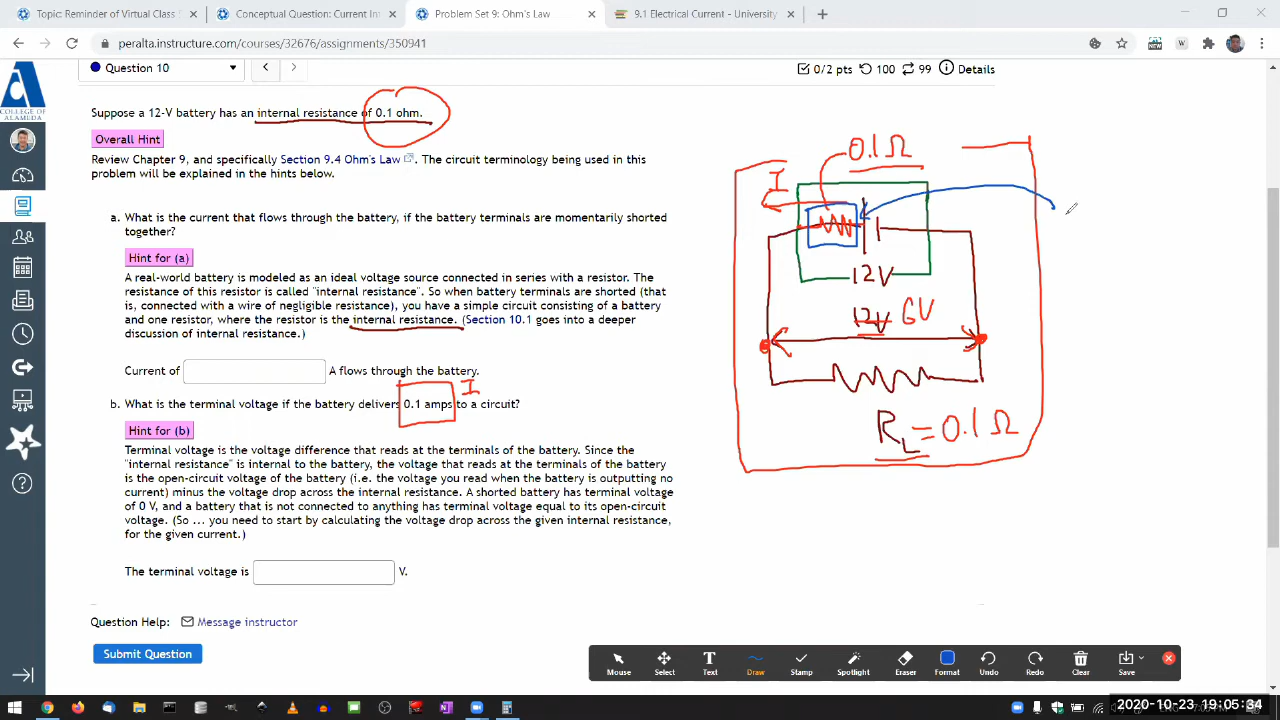 Topic: Reminder of Virtual Class
Conceptual Question: Current In
Problem Set 9: Ohm's Law
9.1 Electrical Current - University
peralta.instructure.com/courses/32676/assignments/350941
Question 10
0/2 pts 100 99 Details
COLLEGE OF
ALAMEDA
Suppose a 12-V battery has an internal resistance of 0.1 ohm.
Overall Hint
Review Chapter 9, and specifically Section 9.4 Ohm's Law. The circuit terminology being used in this
problem will be explained in the hints below.
a. What is the current that flows through the battery, if the battery terminals are momentarily shorted
together?
Hint for (a)
A real-world battery is modeled as an ideal voltage source connected in series with a resistor. The
resistance of this resistor is called "internal resistance". So when battery terminals are shorted (that
is, connected with a wire of negligible resistance), you have a simple circuit consisting of a battery
and one resistor, where the resistor is the internal resistance. (Section 10.1 goes into a deeper
discussion of internal resistance.)
Current of
A flows through the battery.
I
b. What is the terminal voltage if the battery delivers 0.1 amps to a circuit?
Hint for (b)
Terminal voltage is the voltage difference that reads at the terminals of the battery. Since the
"internal resistance" is internal to the battery, the voltage that reads at the terminals of the battery
is the open-circuit voltage of the battery (i.e. the voltage you read when the battery is outputting no
current) minus the voltage drop across the internal resistance. A shorted battery has terminal voltage
of 0 V, and a battery that is not connected to anything has terminal voltage equal to its open-circuit
voltage. (So ... you need to start by calculating the voltage drop across the given internal resistance,
for the given current.)
The terminal voltage is
V.
Question Help: Message instructor
Submit Question
0.1 Ω
I
12V
12V 6V
R_L = 0.1 Ω
Mouse Select Text Draw Stamp Spotlight Eraser Format Undo Redo Clear Save
2020-10-23 19:05:34